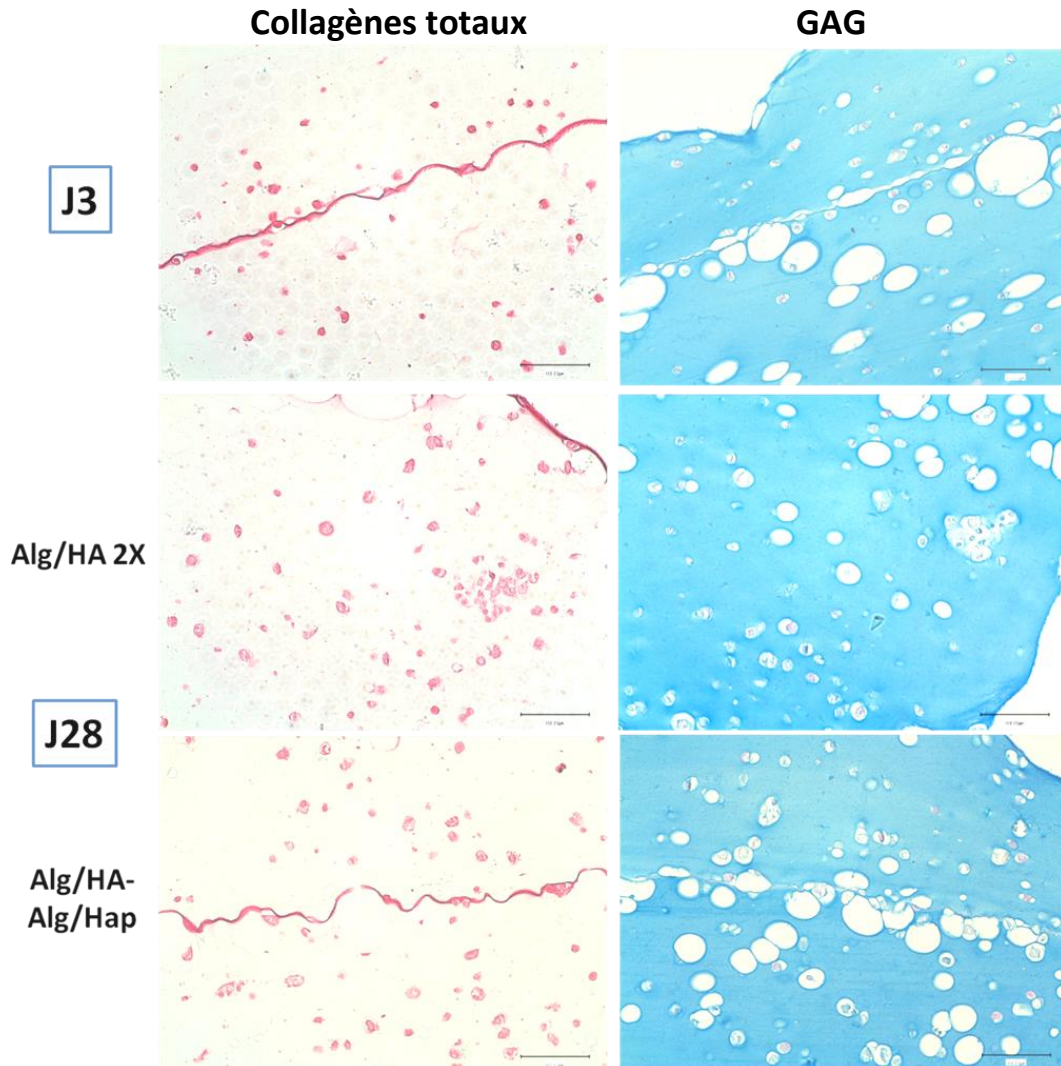 Collagènes totaux
GAG
J3
Alg/HA 2X
J28
Alg/HA-
Alg/Hap